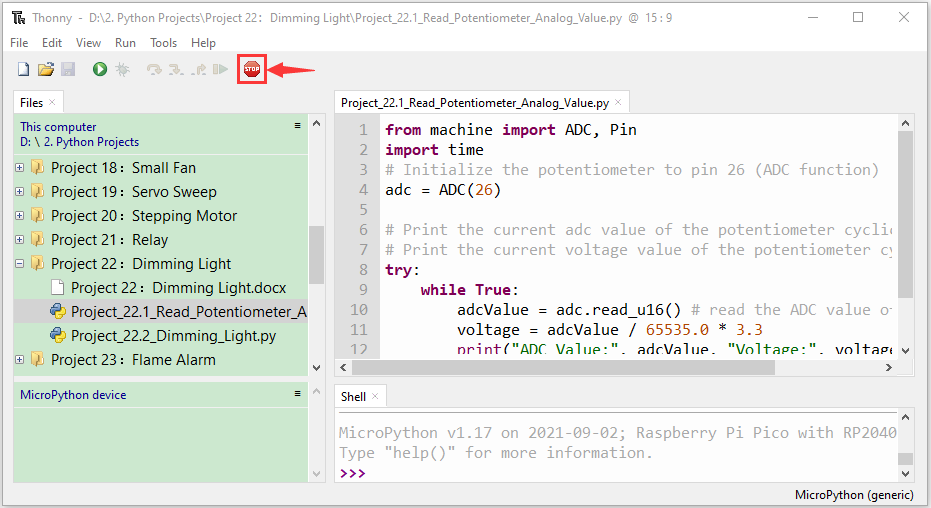 Thonny - D:\2. Python Projects\Project 22：Dimming Light\Project_22.1_Read_Potentiometer_Analog_Value.py @ 15 : 9
File Edit View Run Tools Help
STOP
Files
This computer
D: \ 2. Python Projects
Project 18：Small Fan
Project 19：Servo Sweep
Project 20：Stepping Motor
Project 21：Relay
Project 22：Dimming Light
Project 22：Dimming Light.docx
Project_22.1_Read_Potentiometer_A
Project_22.2_Dimming_Light.py
Project 23：Flame Alarm
MicroPython device
Project_22.1_Read_Potentiometer_Analog_Value.py
1 from machine import ADC, Pin
2 import time
3 # Initialize the potentiometer to pin 26 (ADC function)
4 adc = ADC(26)
5
6 # Print the current adc value of the potentiometer cyclic
7 # Print the current voltage value of the potentiometer cy
8 try:
9 while True:
10 adcValue = adc.read_u16() # read the ADC value of
11 voltage = adcValue / 65535.0 * 3.3
12 print("ADC Value:", adcValue, "Voltage:", voltage
Shell
MicroPython v1.17 on 2021-09-02; Raspberry Pi Pico with RP2040
Type "help()" for more information.
>>>
MicroPython (generic)